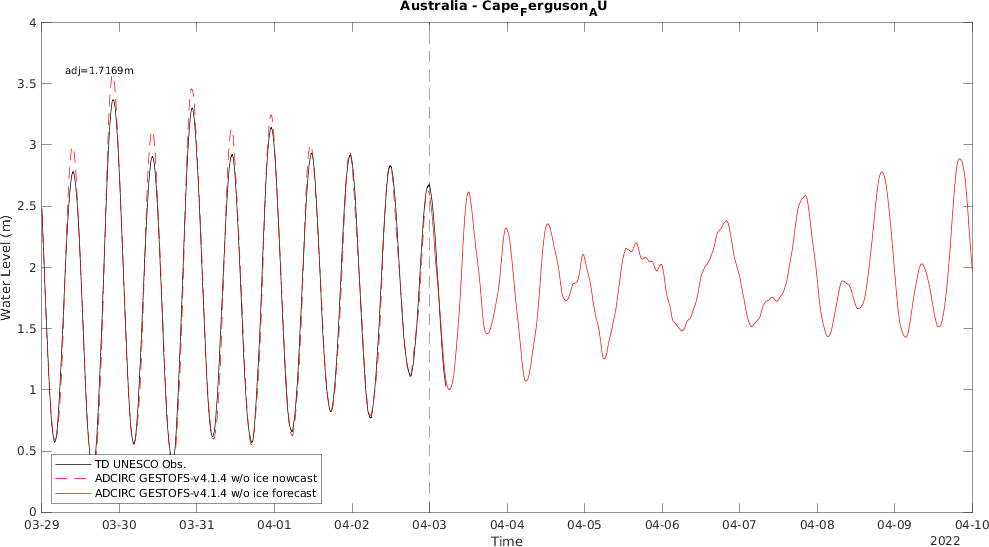 Australia - CapeFergusonAU
4
3.5
3
2.5
2
1.5
1
0.5
0
Water Level (m)
adj=1.7169m
TD UNESCO Obs.
ADCIRC GESTOFS-v4.1.4 w/o ice nowcast
ADCIRC GESTOFS-v4.1.4 w/o ice forecast
03-29 03-30 03-31 04-01 04-02 04-03 04-04 04-05 04-06 04-07 04-08 04-09 04-10
Time
2022